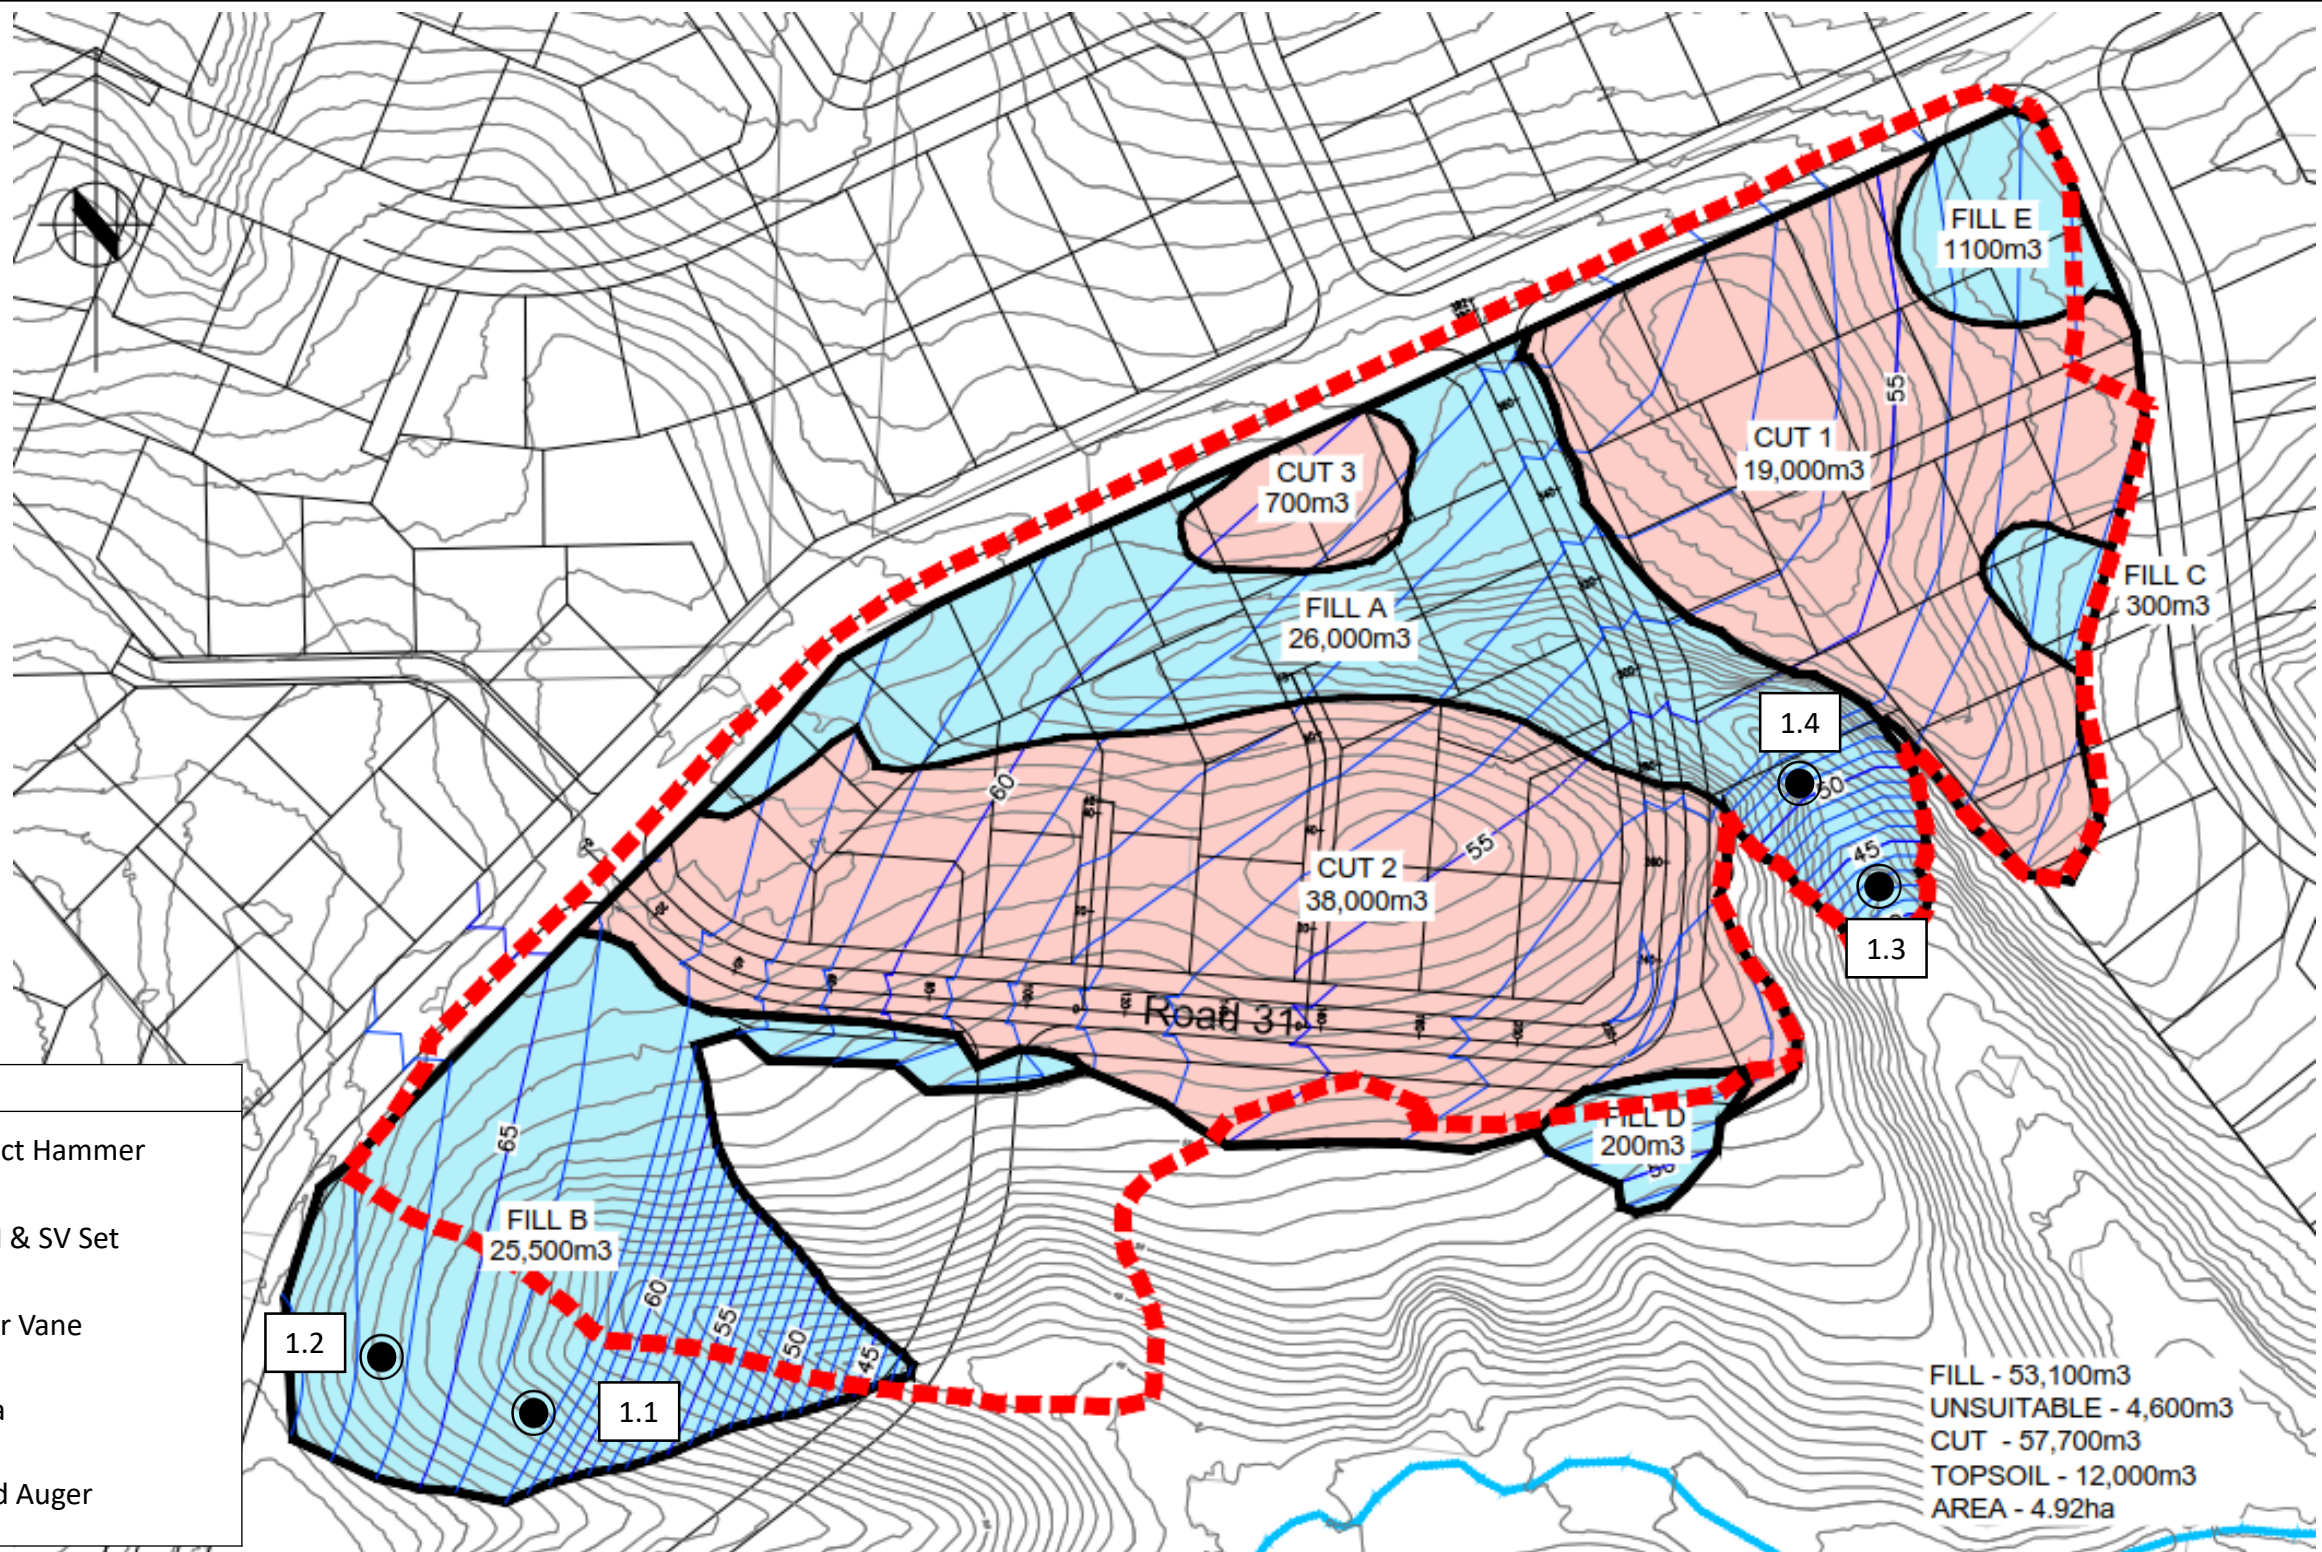 FILL E
1100m3
55
CUT 1
19,000m3
CUT 3
700m3
FILL C
300m3
FILL A
26,000m3
1.4
50
60
55
45
CUT 2
38,000m3
1.3
Road 31
65
FILL D
200m3
50
FILL B
25,500m3
60
55
50
45
1.2
1.1
ct Hammer
& SV Set
r Vane
a
d Auger
FILL - 53,100m3
UNSUITABLE - 4,600m3
CUT - 57,700m3
TOPSOIL - 12,000m3
AREA - 4.92ha